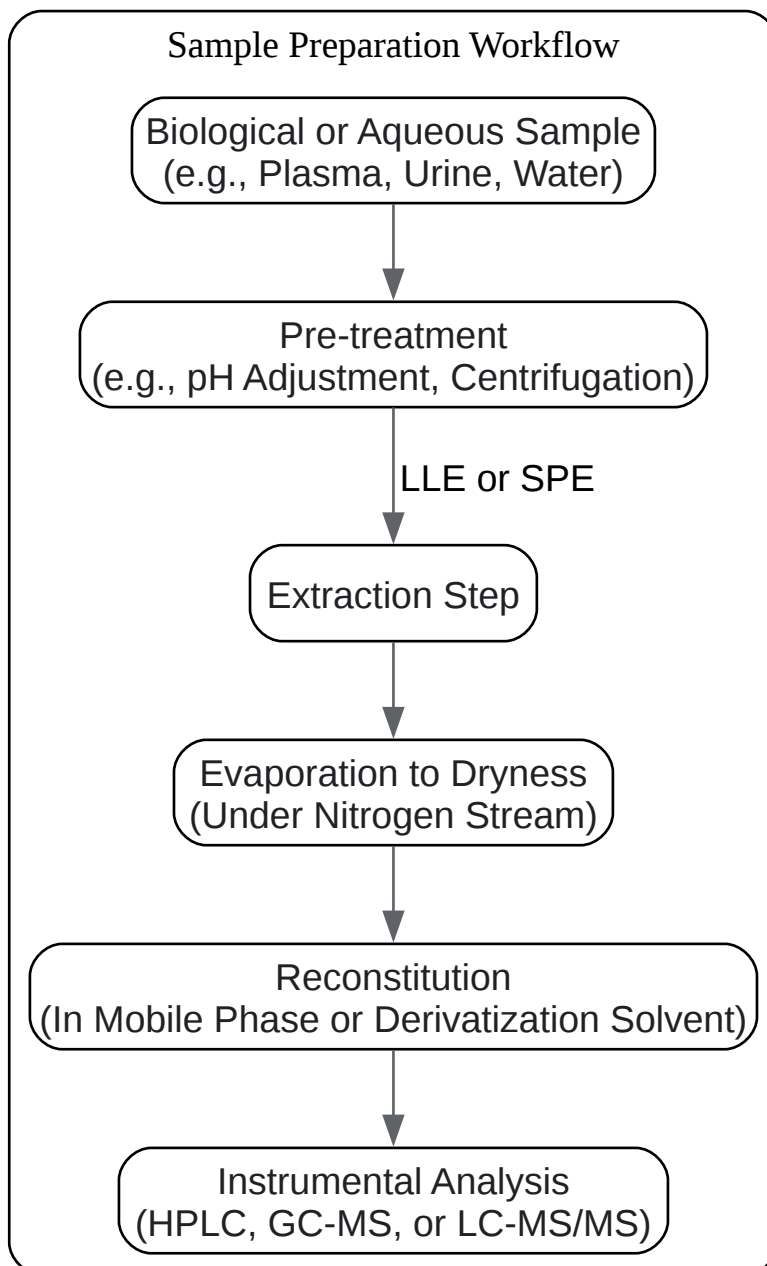 Sample Preparation Workflow
Biological or Aqueous Sample
(e.g., Plasma, Urine, Water)
Pre-treatment
(e.g., pH Adjustment, Centrifugation)
LLE or SPE
Extraction Step
Evaporation to Dryness
(Under Nitrogen Stream)
Reconstitution
(In Mobile Phase or Derivatization Solvent)
Instrumental Analysis
(HPLC, GC-MS, or LC-MS/MS)